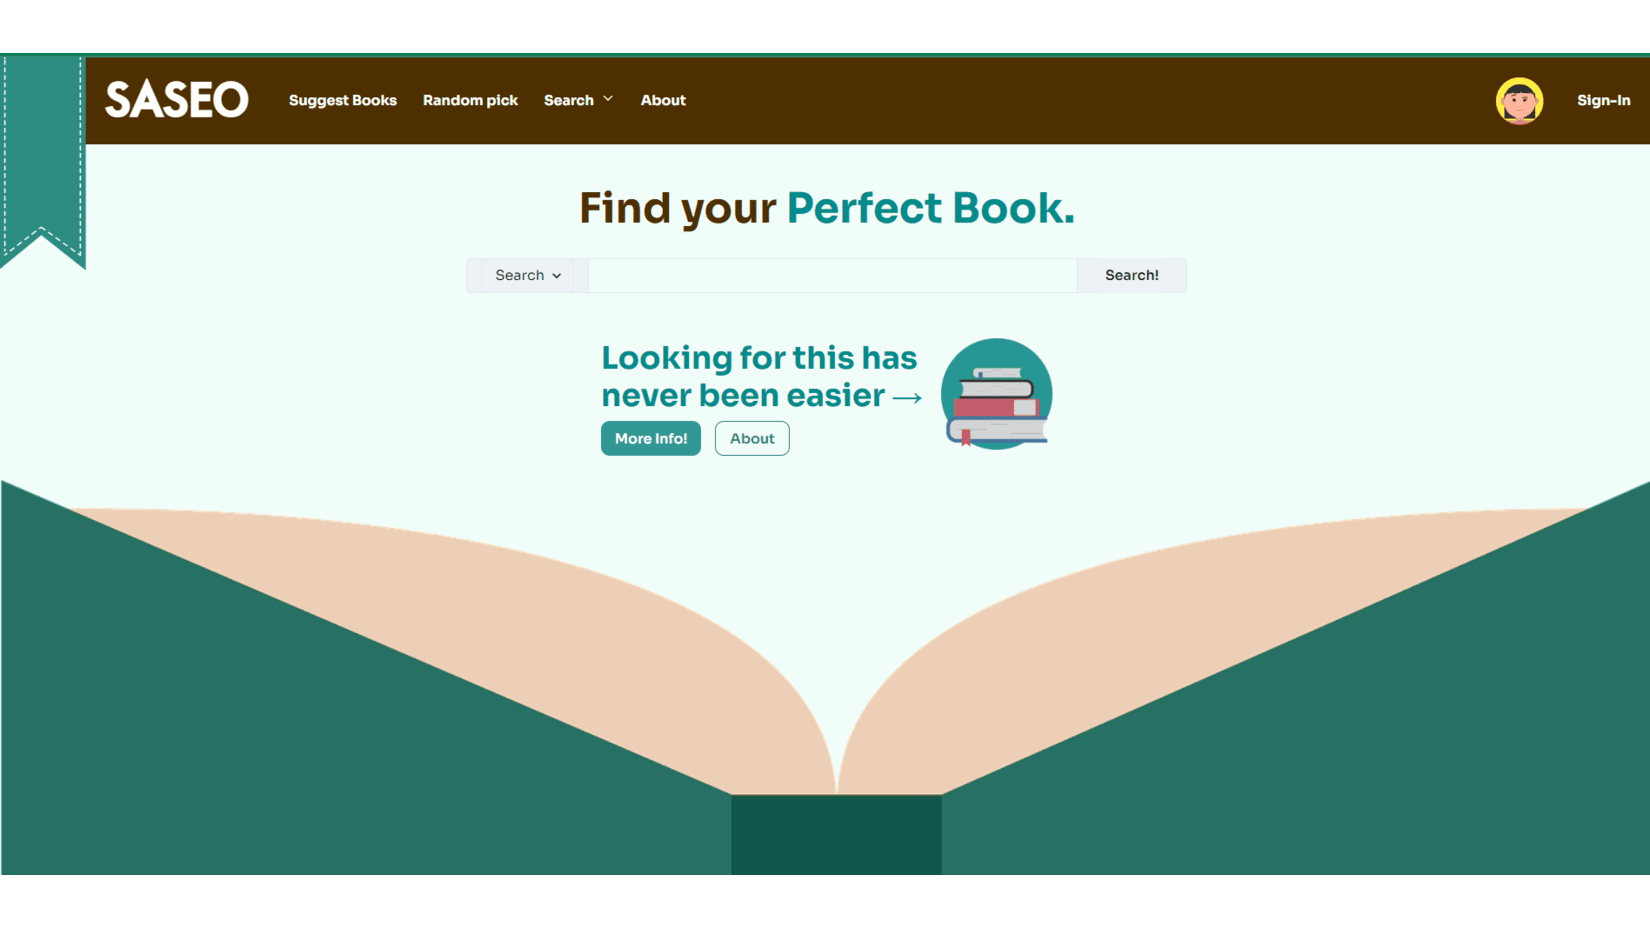 SASEO Suggest Books Random pick Search About Sign-In
Find your Perfect Book.
Search Search!
Looking for this has
never been easier →
More Info! About